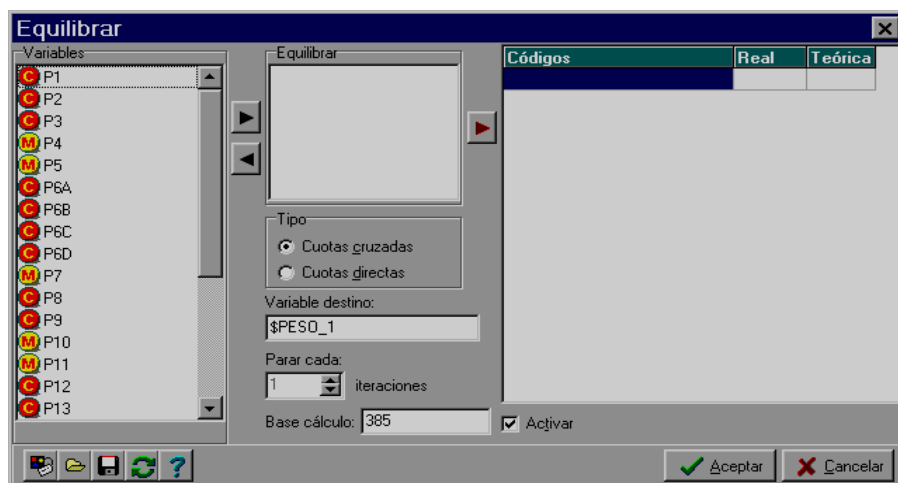 Equilibrar
Variables
P1
P2
P3
P4
P5
P6A
P6B
P6C
P6D
P7
P8
P9
P10
P11
P12
P13
Equilibrar
Tipo
Cuotas cruzadas
Cuotas directas
Variable destino:
$PESO_1
Parar cada:
1 iteraciones
Base cálculo: 385
Códigos Real Teórica
Activar
Aceptar Cancelar